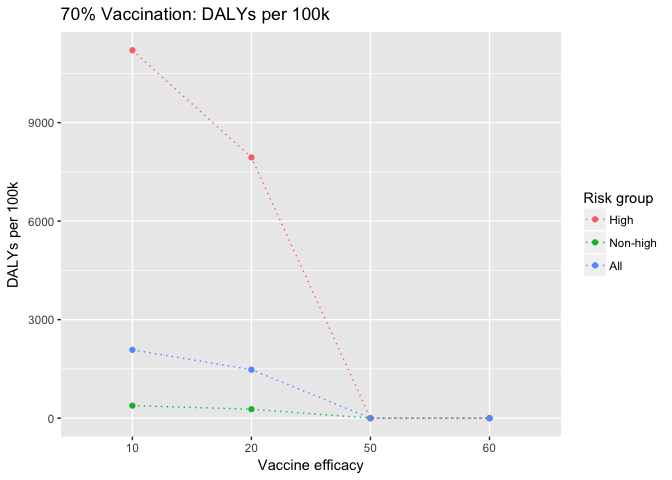 70% Vaccination: DALYs per 100k
DALYs per 100k
9000
6000
3000
0
10
20
50
60
Vaccine efficacy
Risk group
High
Non-high
All